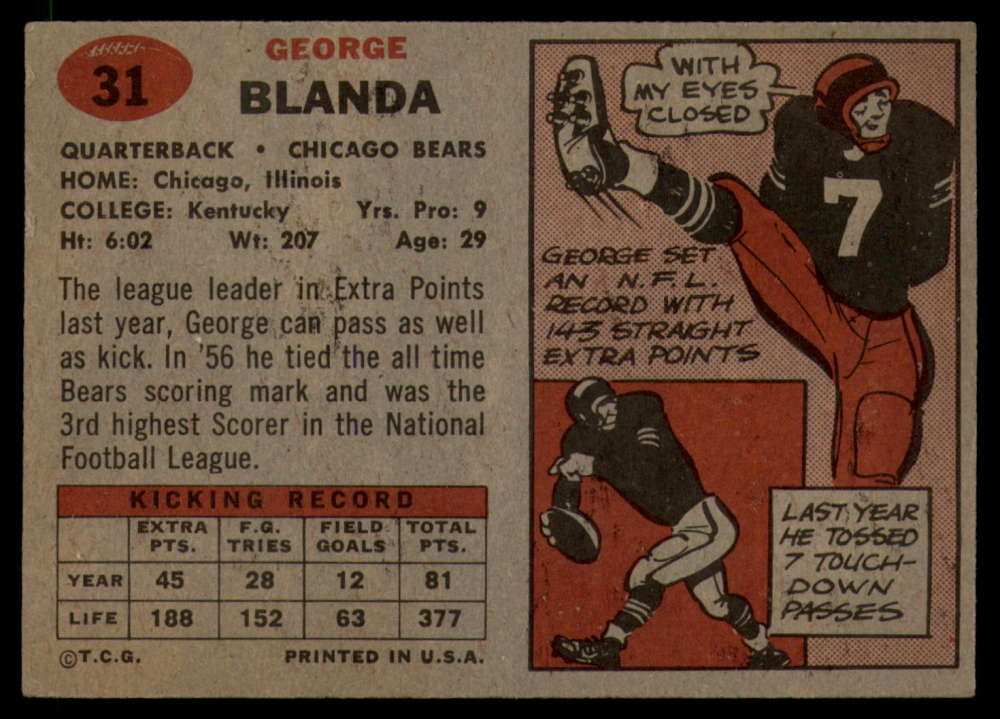 31
GEORGE
BLANDA
QUARTERBACK • CHICAGO BEARS
HOME: Chicago, Illinois
COLLEGE: Kentucky Yrs. Pro: 9
Ht: 6:02 Wt: 207 Age: 29
The league leader in Extra Points
last year, George can pass as well
as kick. In '56 he tied the all time
Bears scoring mark and was the
3rd highest Scorer in the National
Football League.
KICKING RECORD
EXTRA PTS. F.G. TRIES FIELD GOALS TOTAL PTS.
YEAR 45 28 12 81
LIFE 188 152 63 377
©T.C.G. PRINTED IN U.S.A.
WITH
MY EYES
CLOSED
7
GEORGE SET
AN N.F.L.
RECORD WITH
143 STRAIGHT
EXTRA POINTS
LAST YEAR
HE TOSSED
7 TOUCH-
DOWN
PASSES